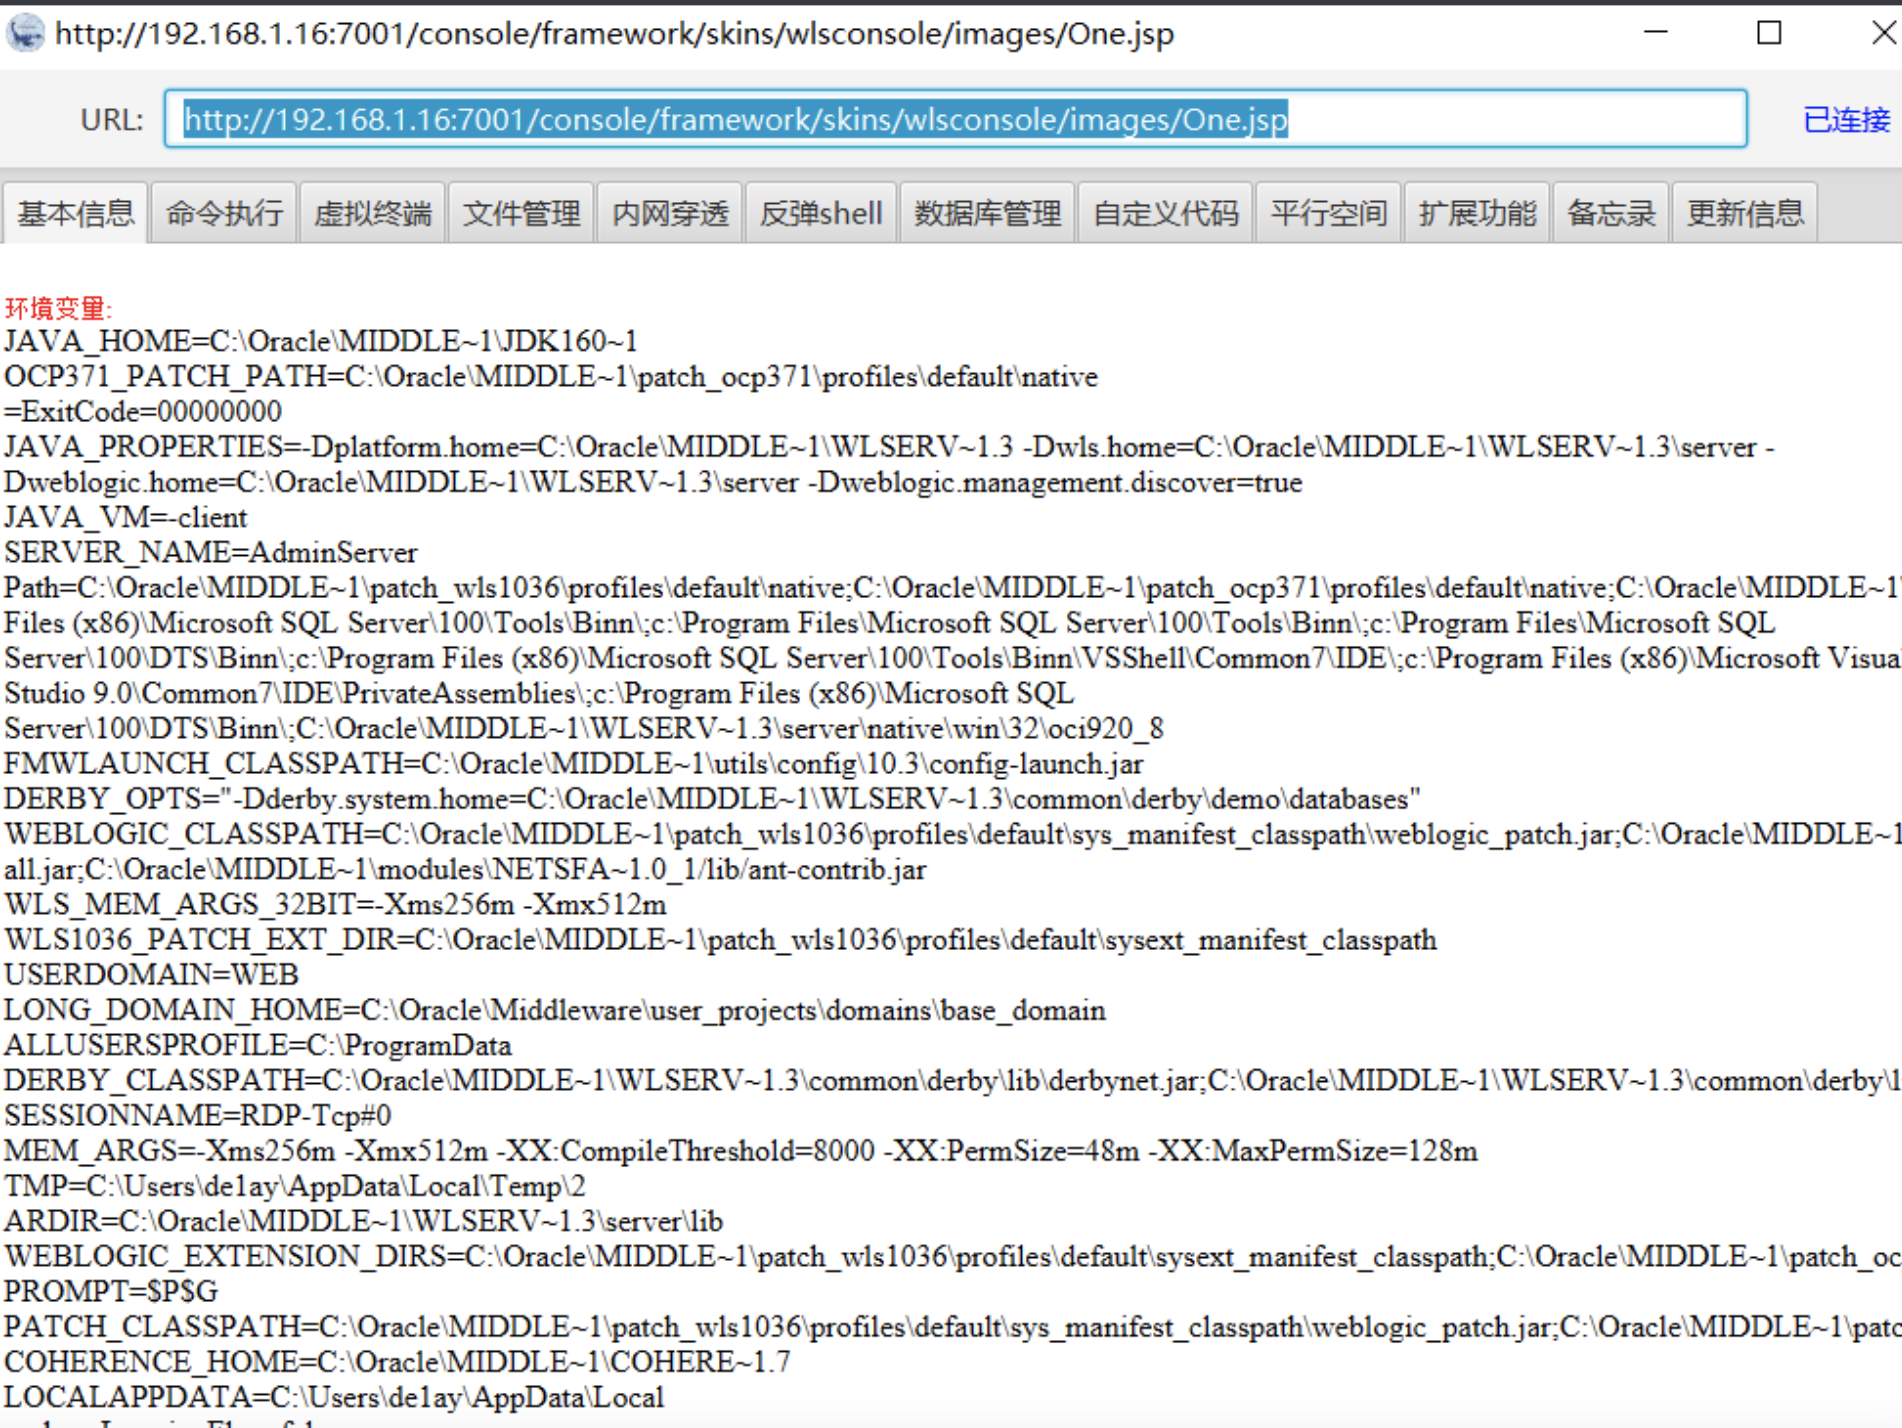 http://192.168.1.16:7001/console/framework/skins/wlsconsole/images/One.jsp
URL: http://192.168.1.16:7001/console/framework/skins/wlsconsole/images/One.jsp 已连接
基本信息 命令执行 虚拟终端 文件管理 内网穿透 反弹shell 数据库管理 自定义代码 平行空间 扩展功能 备忘录 更新信息
环境变量:
JAVA_HOME=C:\Oracle\MIDDLE~1\JDK160~1
OCP371_PATCH_PATH=C:\Oracle\MIDDLE~1\patch_ocp371\profiles\default\native
=ExitCode=00000000
JAVA_PROPERTIES=-Dplatform.home=C:\Oracle\MIDDLE~1\WLSERV~1.3 -Dwls.home=C:\Oracle\MIDDLE~1\WLSERV~1.3\server -
Dweblogic.home=C:\Oracle\MIDDLE~1\WLSERV~1.3\server -Dweblogic.management.discover=true
JAVA_VM=-client
SERVER_NAME=AdminServer
Path=C:\Oracle\MIDDLE~1\patch_wls1036\profiles\default\native;C:\Oracle\MIDDLE~1\patch_ocp371\profiles\default\native;C:\Oracle\MIDDLE~1\
Files (x86)\Microsoft SQL Server\100\Tools\Binn\;c:\Program Files\Microsoft SQL Server\100\Tools\Binn\;c:\Program Files\Microsoft SQL
Server\100\DTS\Binn\;c:\Program Files (x86)\Microsoft SQL Server\100\Tools\Binn\VSShell\Common7\IDE\;c:\Program Files (x86)\Microsoft Visual
Studio 9.0\Common7\IDE\PrivateAssemblies\;c:\Program Files (x86)\Microsoft SQL
Server\100\DTS\Binn\;C:\Oracle\MIDDLE~1\WLSERV~1.3\server\native\win\32\oci920_8
FMWLAUNCH_CLASSPATH=C:\Oracle\MIDDLE~1\utils\config\10.3\config-launch.jar
DERBY_OPTS="-Dderby.system.home=C:\Oracle\MIDDLE~1\WLSERV~1.3\common\derby\demo\databases"
WEBLOGIC_CLASSPATH=C:\Oracle\MIDDLE~1\patch_wls1036\profiles\default\sys_manifest_classpath\weblogic_patch.jar;C:\Oracle\MIDDLE~1
all.jar;C:\Oracle\MIDDLE~1\modules\NETSFA~1.0_1/lib/ant-contrib.jar
WLS_MEM_ARGS_32BIT=-Xms256m -Xmx512m
WLS1036_PATCH_EXT_DIR=C:\Oracle\MIDDLE~1\patch_wls1036\profiles\default\sysext_manifest_classpath
USERDOMAIN=WEB
LONG_DOMAIN_HOME=C:\Oracle\Middleware\user_projects\domains\base_domain
ALLUSERSPROFILE=C:\ProgramData
DERBY_CLASSPATH=C:\Oracle\MIDDLE~1\WLSERV~1.3\common\derby\lib\derbynet.jar;C:\Oracle\MIDDLE~1\WLSERV~1.3\common\derby\l
SESSIONNAME=RDP-Tcp#0
MEM_ARGS=-Xms256m -Xmx512m -XX:CompileThreshold=8000 -XX:PermSize=48m -XX:MaxPermSize=128m
TMP=C:\Users\de1ay\AppData\Local\Temp\2
ARDIR=C:\Oracle\MIDDLE~1\WLSERV~1.3\server\lib
WEBLOGIC_EXTENSION_DIRS=C:\Oracle\MIDDLE~1\patch_wls1036\profiles\default\sysext_manifest_classpath;C:\Oracle\MIDDLE~1\patch_oc
PROMPT=$P$G
PATCH_CLASSPATH=C:\Oracle\MIDDLE~1\patch_wls1036\profiles\default\sys_manifest_classpath\weblogic_patch.jar;C:\Oracle\MIDDLE~1\patc
COHERENCE_HOME=C:\Oracle\MIDDLE~1\COHERE~1.7
LOCALAPPDATA=C:\Users\de1ay\AppData\Local